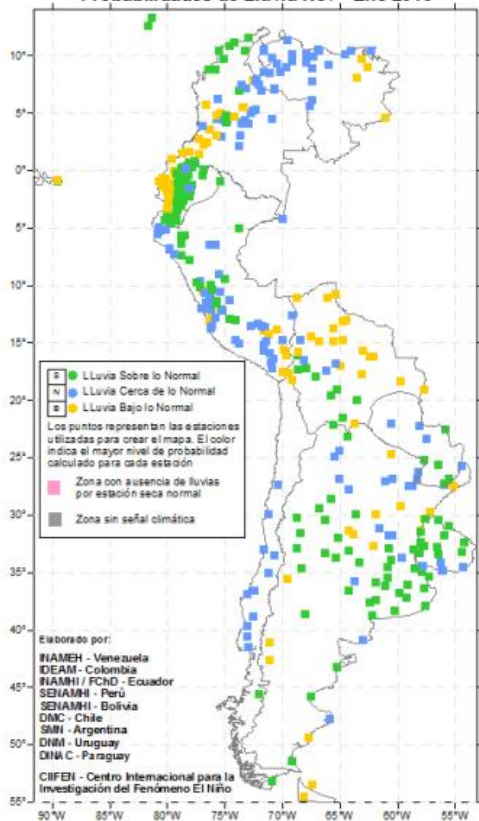 10°
5°
0°
5°
10°
15°
20°
25°
30°
35°
40°
45°
50°
55°
S LLuvia Sobre lo Normal
N LLuvia Cerca de lo Normal
B LLuvia Bajo lo Normal
Los puntos representan las estaciones
utilizadas para crear el mapa. El color
indica el mayor nivel de probabilidad
calculado para cada estación
Zona con ausencia de lluvias
por estación seca normal
Zona sin señal climática
Elaborado por:
INAMEH - Venezuela
IDEAM - Colombia
INAMHI / FChD - Ecuador
SENAMHI - Perú
SENAMHI - Bolivia
DMC - Chile
SMN - Argentina
DNM - Uruguay
DINAC - Paraguay
CIIFEN - Centro Internacional para la
Investigación del Fenómeno El Niño
90°W 85°W 80°W 75°W 70°W 65°W 60°W 55°W